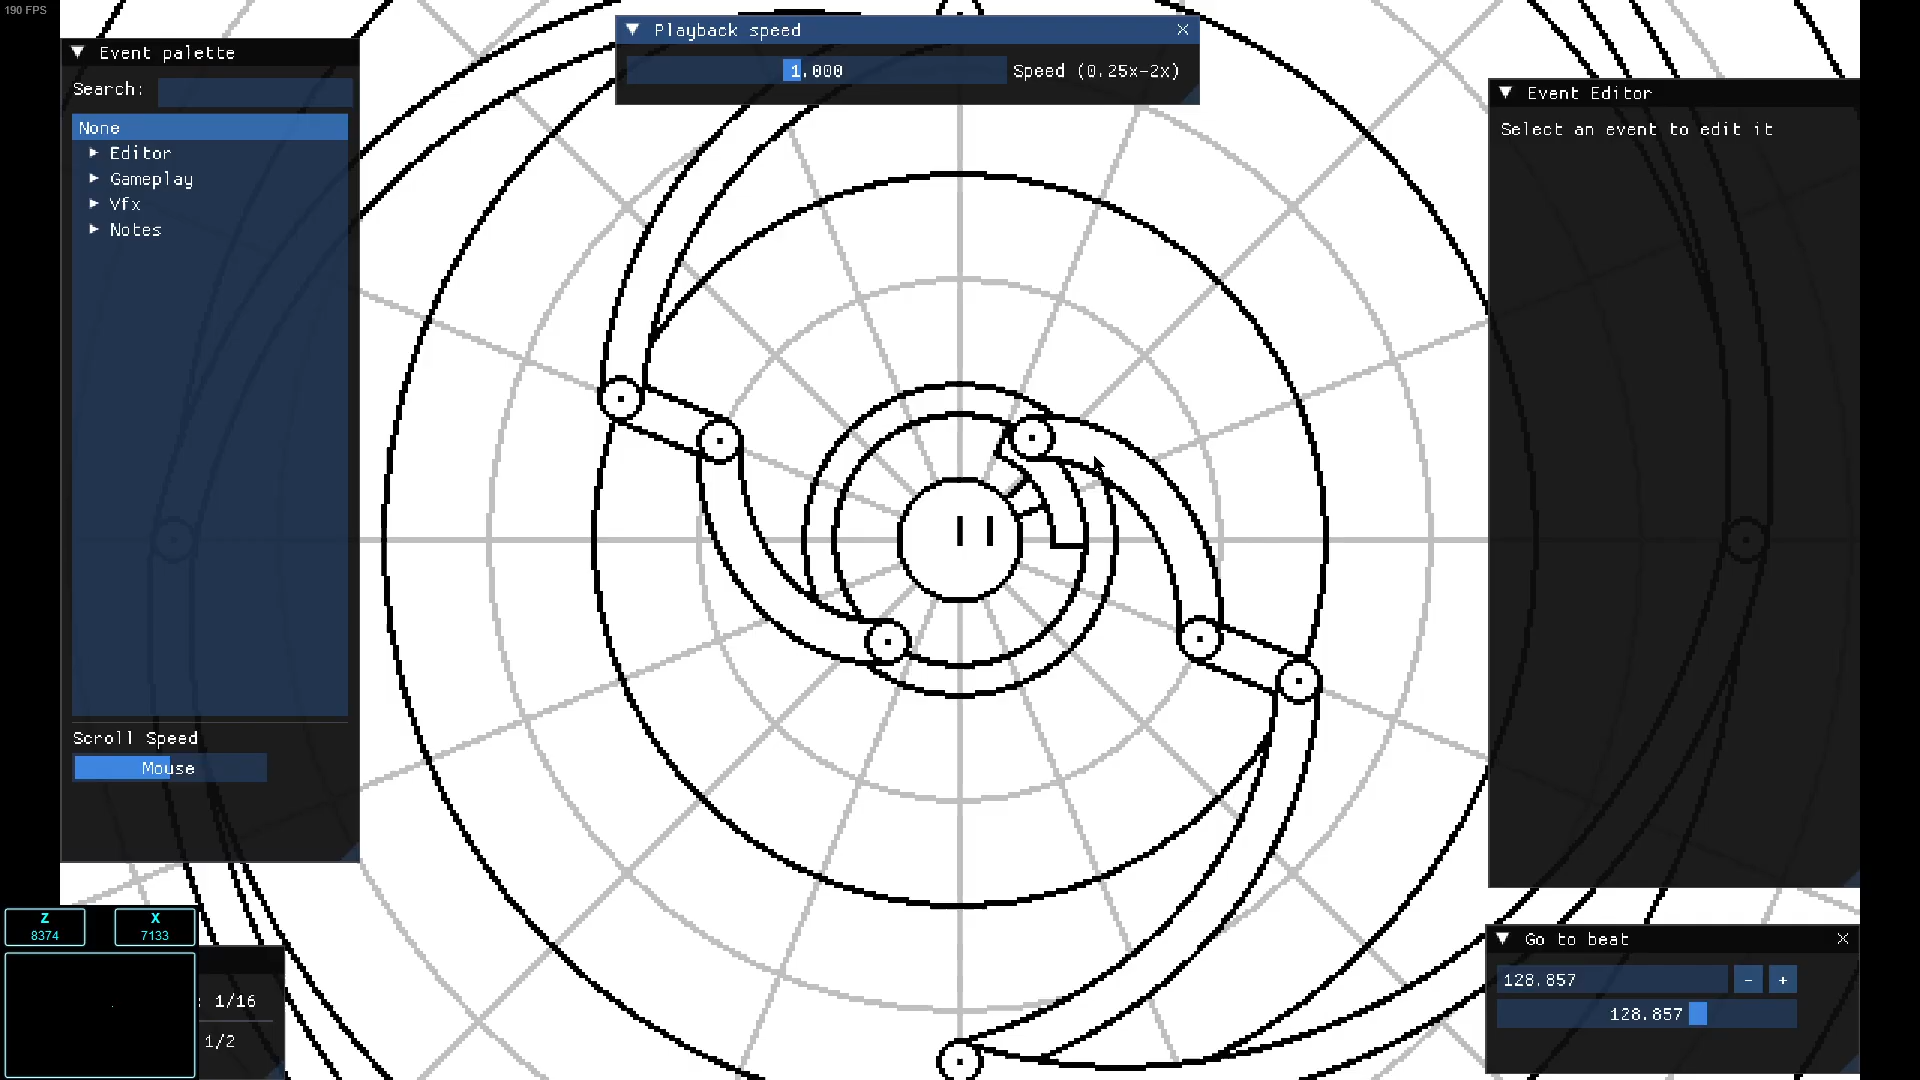 190 FPS
Playback speed
1.000 Speed (0.25x-2x)
Event palette
Search:
None
Editor
Gameplay
Vfx
Notes
Scroll Speed
Mouse
Event Editor
Select an event to edit it
Z
8374
X
7133
: 1/16
1/2
Go to beat
128.857
- +
128.857